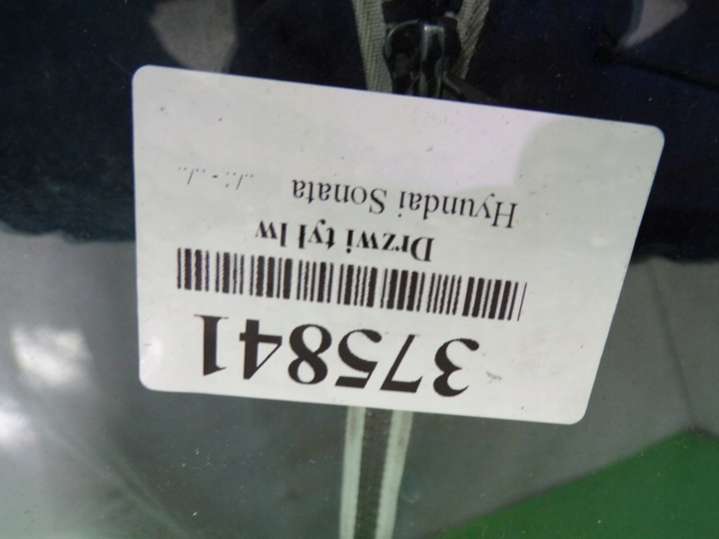 375841
Drzwi tył lw
Hyundai Sonata